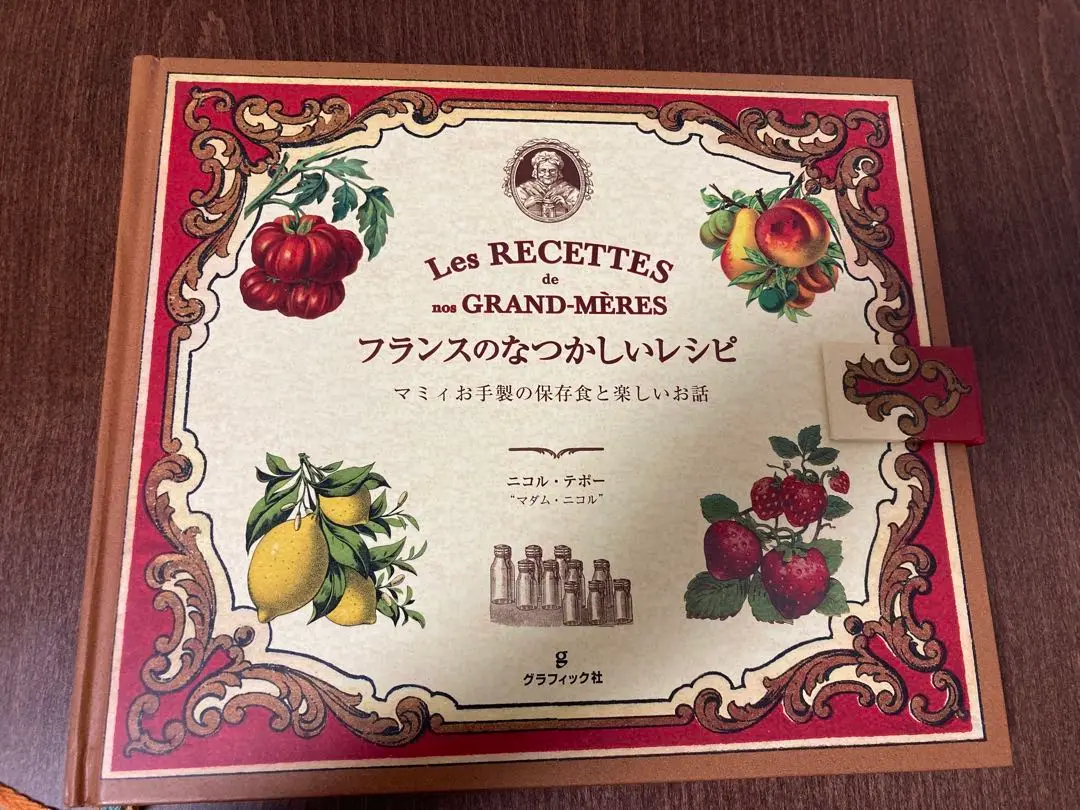 Les RECETTES
de
nos GRAND-MÈRES
フランスのなつかしいレシピ
マミィお手製の保存食と楽しいお話
ニコル・テポー
“マダム・ニコル”
g
グラフィック社